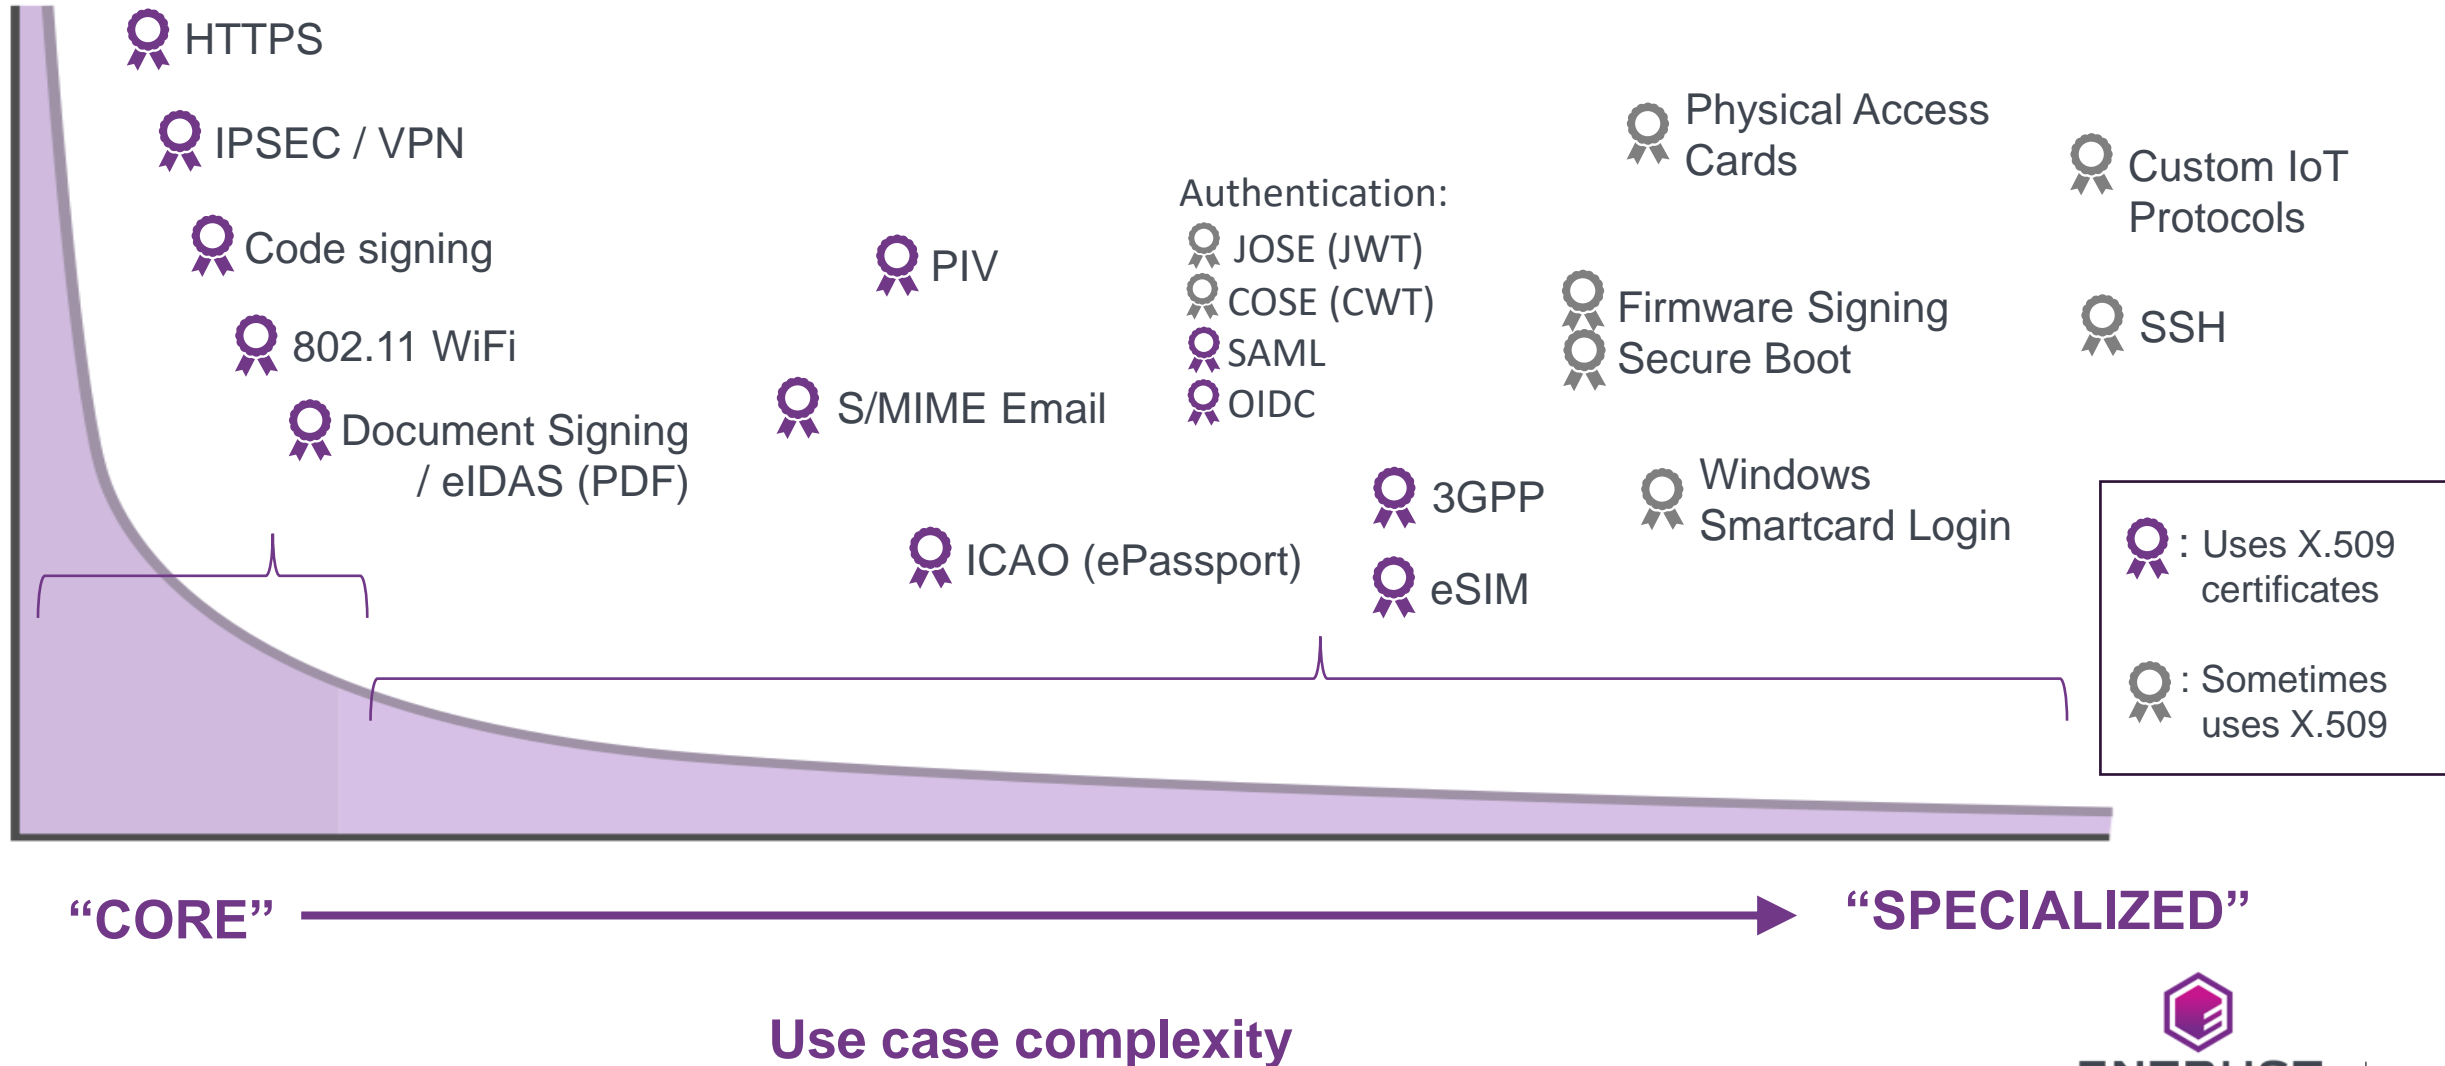 HTTPS
IPSEC / VPN
Code signing
802.11 WiFi
Document Signing
/ eIDAS (PDF)
PIV
S/MIME Email
ICAO (ePassport)
Authentication:
JOSE (JWT)
COSE (CWT)
SAML
OIDC
3GPP
eSIM
Physical Access
Cards
Firmware Signing
Secure Boot
Windows
Smartcard Login
Custom IoT
Protocols
SSH
: Uses X.509
certificates
: Sometimes
uses X.509
“CORE”
“SPECIALIZED”
Use case complexity
ENTRUST